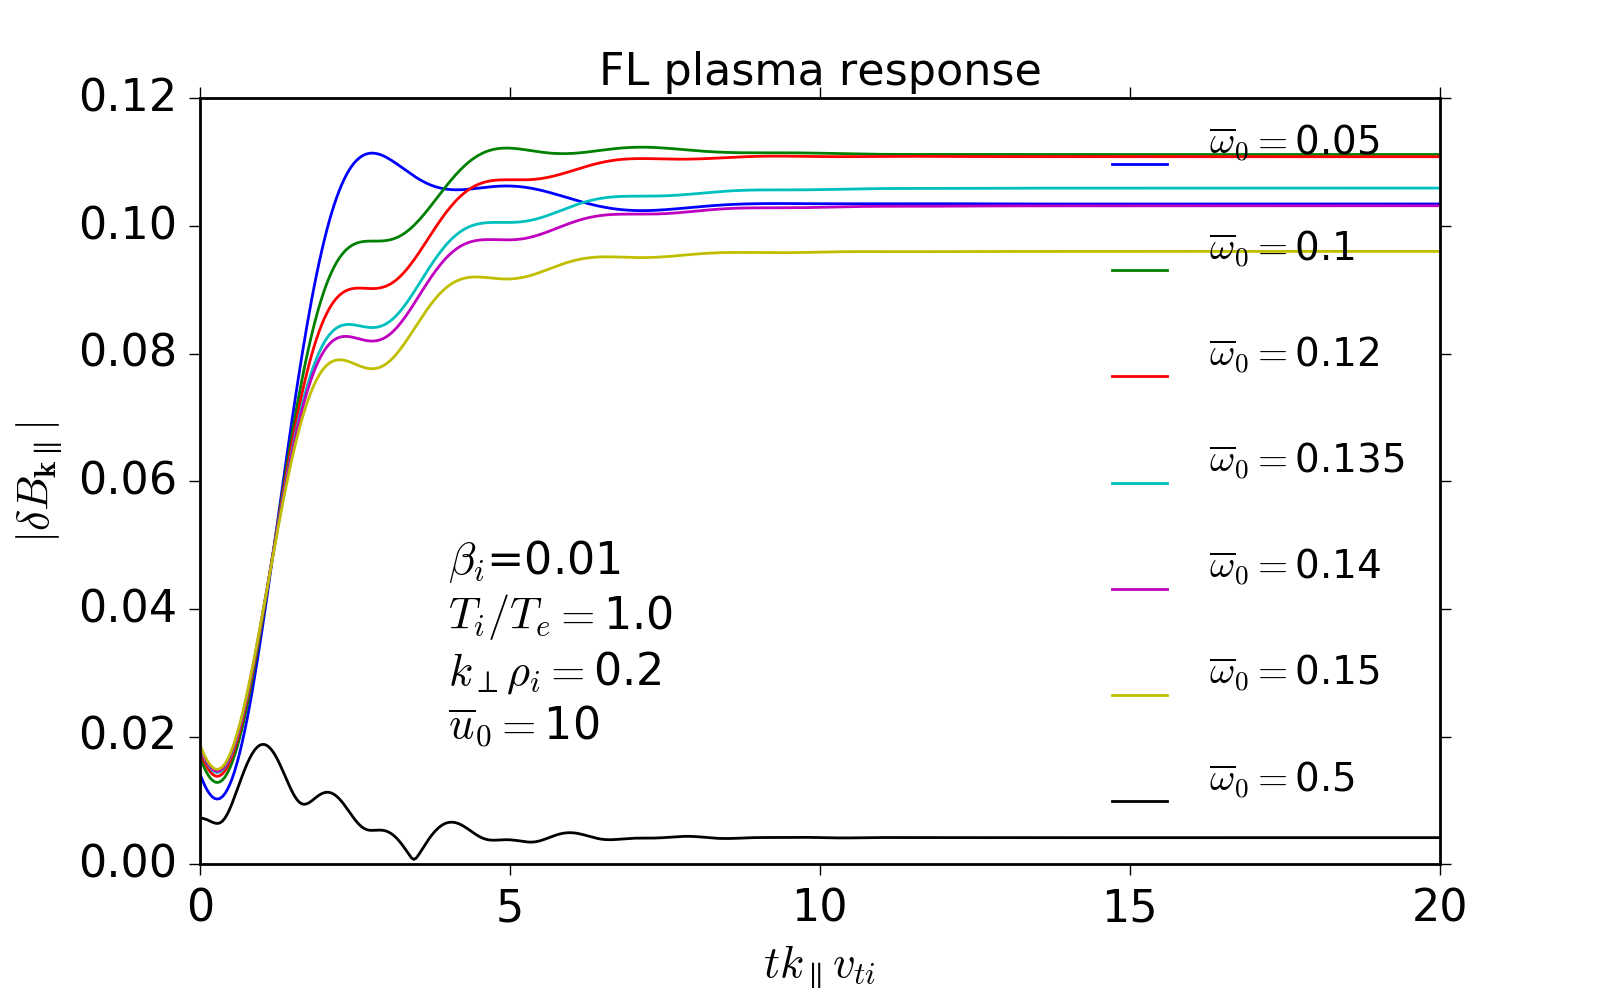 FL plasma response
0.12
0.10
0.08
0.06
0.04
0.02
0.00
|δB𝐤∥|
ω̅₀ = 0.05
ω̅₀ = 0.1
ω̅₀ = 0.12
ω̅₀ = 0.135
ω̅₀ = 0.14
ω̅₀ = 0.15
ω̅₀ = 0.5
βᵢ=0.01
Tᵢ/Tₑ = 1.0
k⊥ρᵢ = 0.2
u̅₀ = 10
0 5 10 15 20
tk∥vₜᵢ